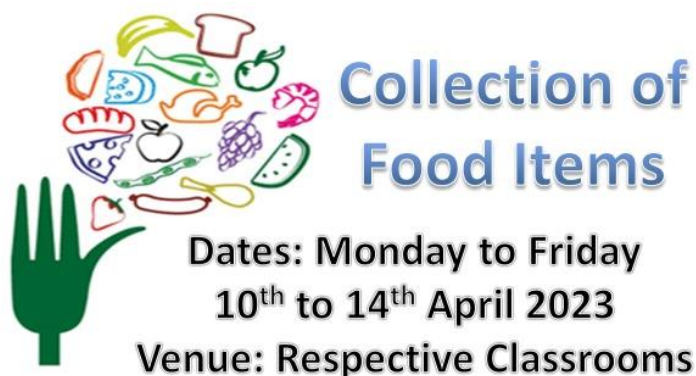 Collection of
Food Items
Dates: Monday to Friday
10th to 14th April 2023
Venue: Respective Classrooms